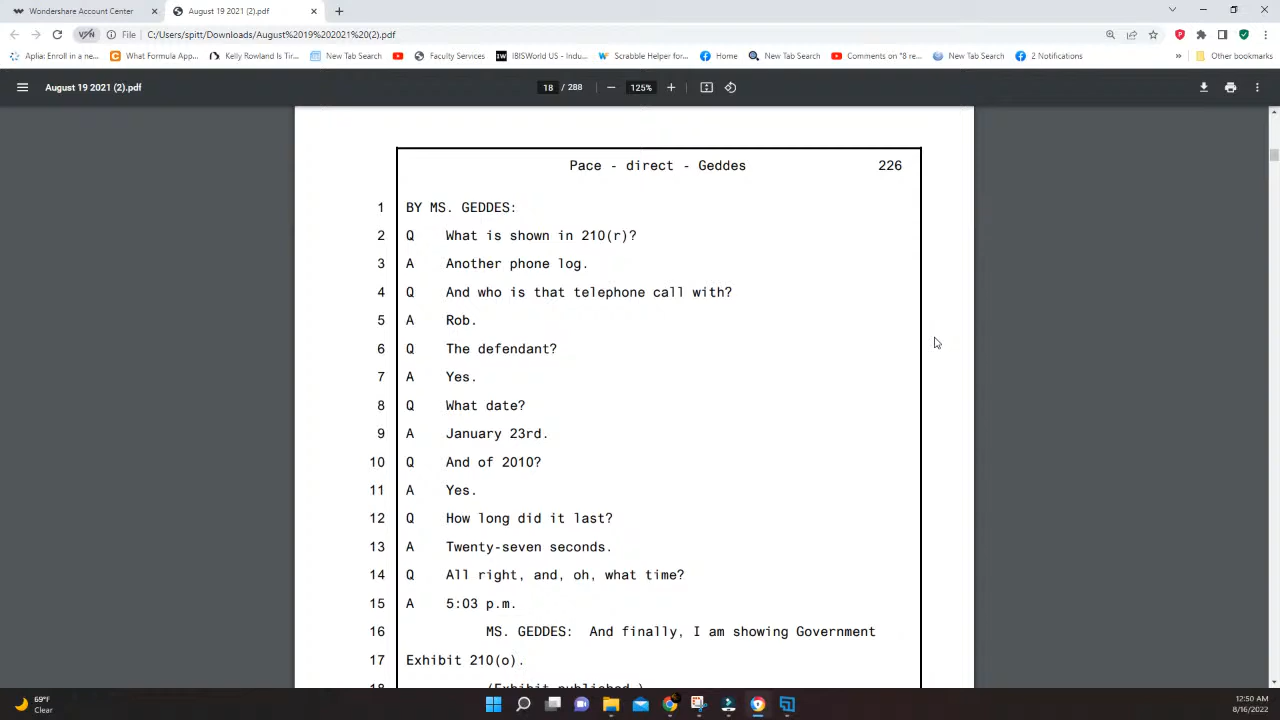 Wondershare Account Center
August 19 2021 (2).pdf
File C:/Users/spitt/Downloads/August%2019%202021%20(2).pdf
Aplia: Enroll in a ne... What Formula App... Kelly Rowland Is Tir... New Tab Search Faculty Services IBISWorld US - Indu... Scrabble Helper for... Home New Tab Search Comments on "8 re... New Tab Search 2 Notifications » Other bookmarks
August 19 2021 (2).pdf 18 / 288 125%
Pace - direct - Geddes 226
1 BY MS. GEDDES:
2 Q What is shown in 210(r)?
3 A Another phone log.
4 Q And who is that telephone call with?
5 A Rob.
6 Q The defendant?
7 A Yes.
8 Q What date?
9 A January 23rd.
10 Q And of 2010?
11 A Yes.
12 Q How long did it last?
13 A Twenty-seven seconds.
14 Q All right, and, oh, what time?
15 A 5:03 p.m.
16 MS. GEDDES: And finally, I am showing Government
17 Exhibit 210(o).
18 (Exhibit published.)
69°F
Clear
12:50 AM
8/16/2022